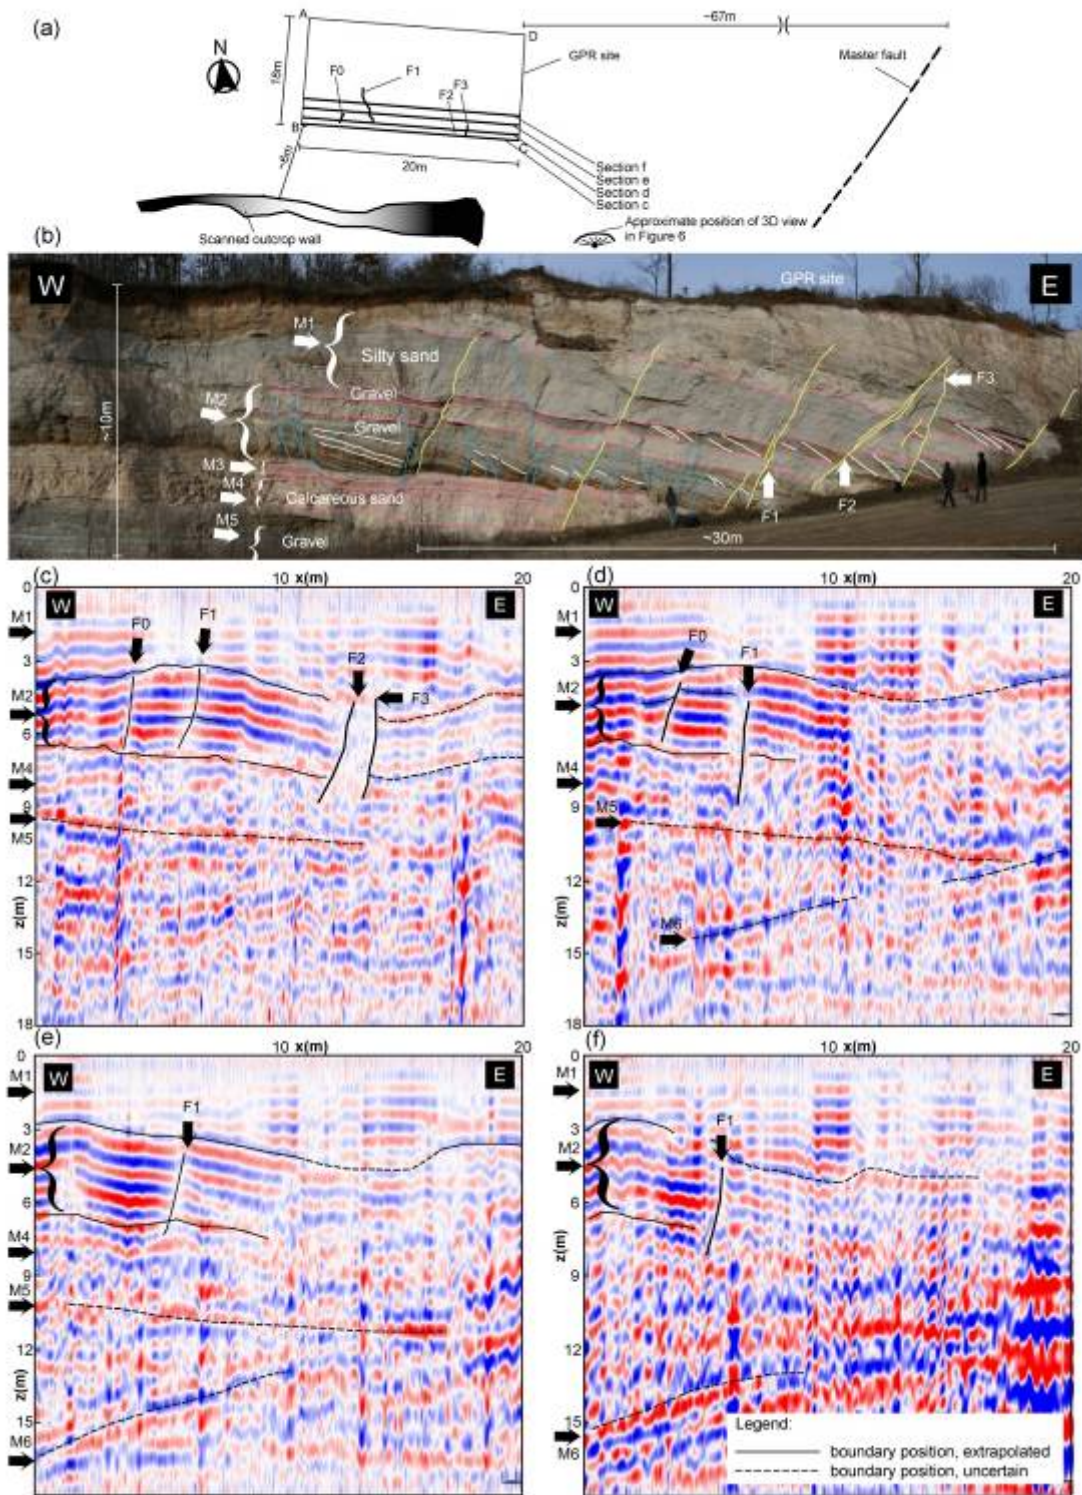 (a)
A
~67m
D
N
18m
GPR site
Master fault
F0
F1
F3
F2
B
C
~6m
20m
Section f
Section e
Section d
Section c
Scanned outcrop wall
Approximate position of 3D view
in Figure 6
(b)
W
GPR site
E
M1
Silty sand
F3
Gravel
M2
Gravel
~10m
M3
M4
Calcareous sand
M5
Gravel
F1
F2
~30m
(c)
0
10 x(m)
20
W
E
M1
F0
F1
3
F2
M2
F3
6
M4
9
M5
12
z(m)
15
18
(d)
0
10 x(m)
20
W
E
M1
F0
3
F1
M2
6
M4
9
M5
12
z(m)
M6
15
18
(e)
0
10 x(m)
20
W
E
M1
F1
3
M2
6
M4
z(m)
9
M5
12
z(m)
15
M6
(f)
0
10 x(m)
20
W
E
M1
3
F1
M2
6
z(m)
9
12
15
M6
Legend:
boundary position, extrapolated
boundary position, uncertain